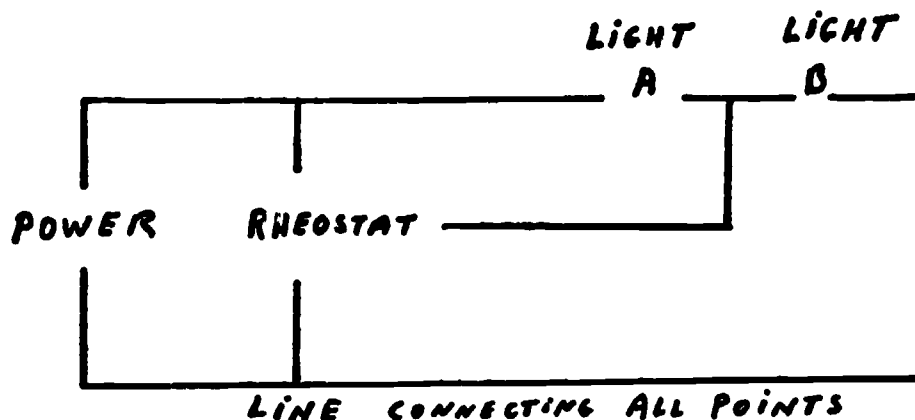 LiGHT LiGHT
A B
POWER RHEOSTAT
LiNE CONNECTiNG ALL POiNTS